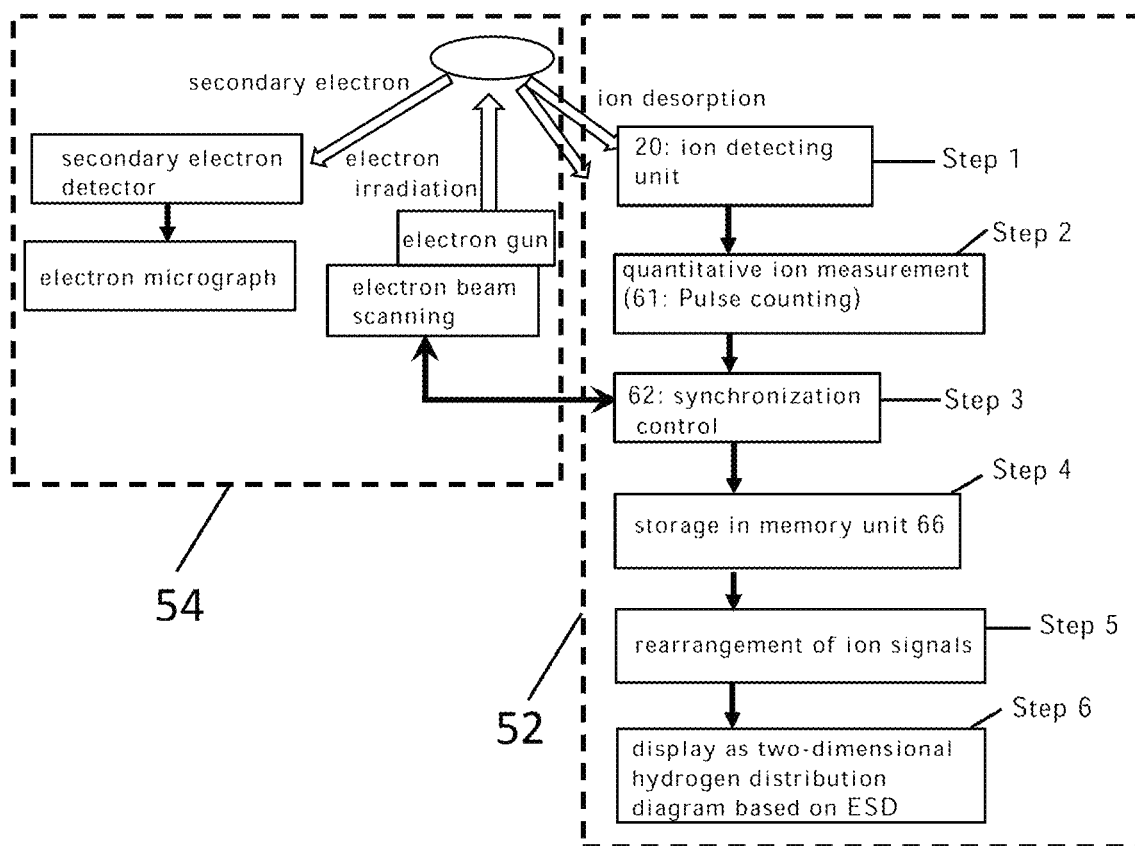 secondary electron
secondary electron
detector
electron micrograph
electron
irradiation
electron gun
electron beam
scanning
54
ion desorption
20: ion detecting
unit
Step 1
Step 2
quantitative ion measurement
(61: Pulse counting)
62: synchronization
control
Step 3
Step 4
storage in memory unit 66
rearrangement of ion signals
Step 5
52
Step 6
display as two-dimensional
hydrogen distribution
diagram based on ESD